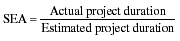 SEA = Actual project duration
Estimated project duration